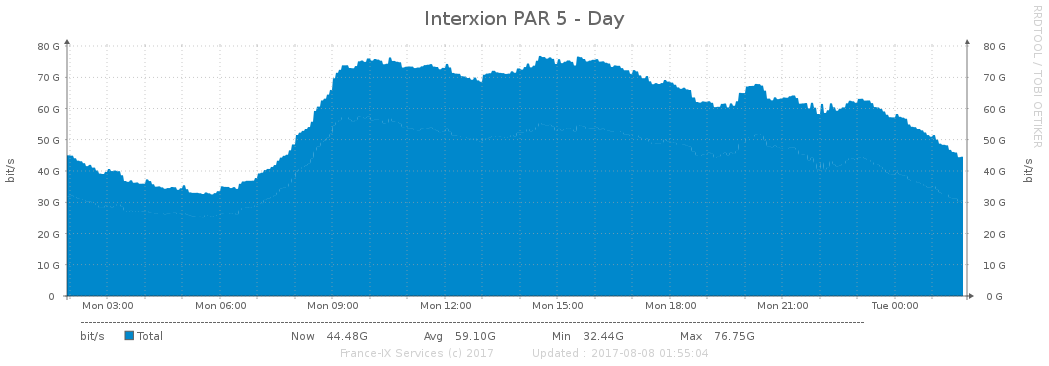 Interxion PAR 5 - Day
RRDTOOL / TOBI OETIKER
80 G 80 G
70 G 70 G
60 G 60 G
50 G 50 G
40 G 40 G
30 G 30 G
20 G 20 G
10 G 10 G
0 0 G
bit/s bit/s
Mon 03:00 Mon 06:00 Mon 09:00 Mon 12:00 Mon 15:00 Mon 18:00 Mon 21:00 Tue 00:00
bit/s Total Now 44.48G Avg 59.10G Min 32.44G Max 76.75G
France-IX Services (c) 2017 Updated : 2017-08-08 01:55:04